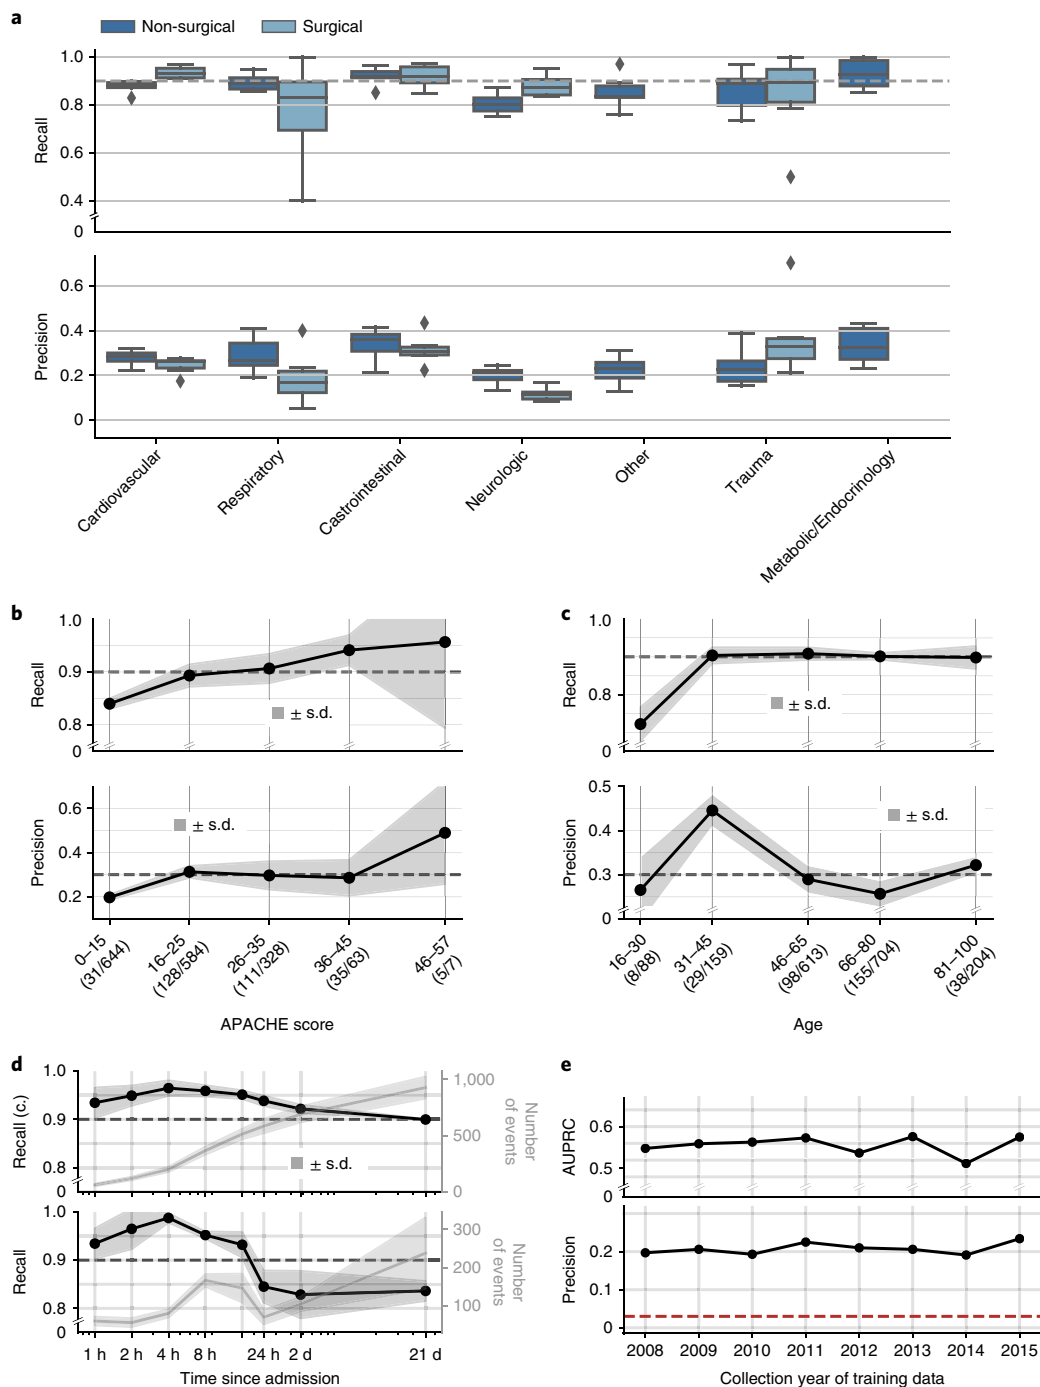 a
Non-surgical Surgical
1.0
0.8
0.6
0.4
0
Recall
0.6
0.4
0.2
0
Precision
Cardiovascular
Respiratory
Castrointestinal
Neurologic
Other
Trauma
Metabolic/Endocrinology
b
1.0
0.9
0.8
0
Recall
± s.d.
0.6
0.4
0.2
0
Precision
± s.d.
0–15
(31/644)
16–25
(128/584)
26–35
(111/328)
36–45
(35/63)
46–57
(5/7)
APACHE score
c
1.0
0.8
0
Recall
± s.d.
0.5
0.4
0.3
0
Precision
± s.d.
16–30
(8/88)
31–45
(29/159)
46–65
(98/613)
66–80
(155/704)
81–100
(38/204)
Age
d
1.0
0.9
0.8
0
Recall (c.)
1,000
500
0
Number
of events
± s.d.
1.0
0.9
0.8
0
Recall
300
200
100
Number
of events
1 h 2 h 4 h 8 h 24 h 2 d 21 d
Time since admission
e
0.6
0.5
0
AUPRC
0.2
0.1
0
Precision
2008 2009 2010 2011 2012 2013 2014 2015
Collection year of training data